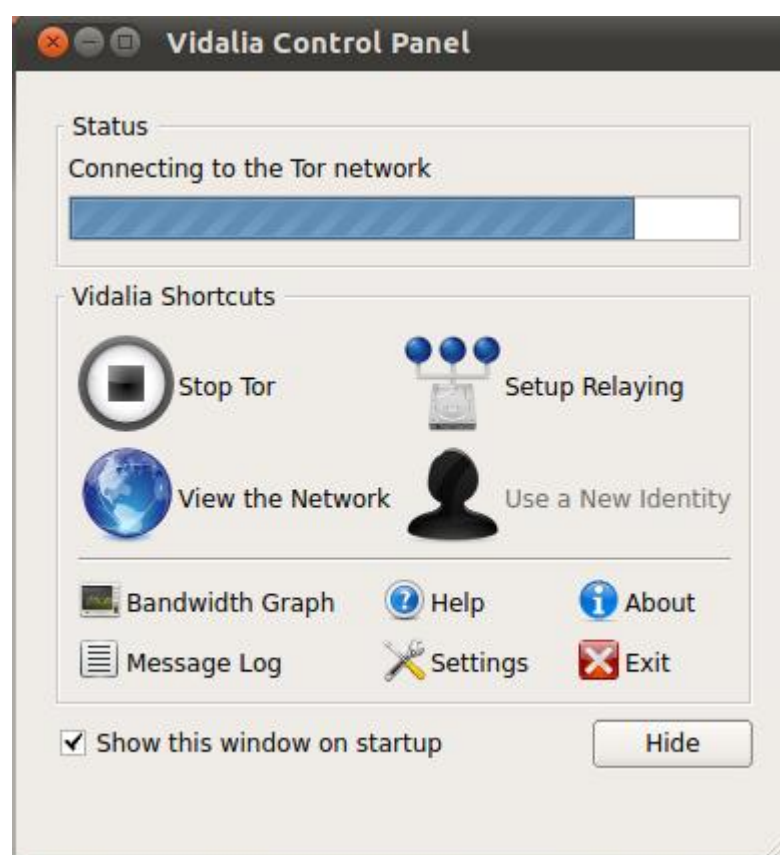 Vidalia Control Panel
Status
Connecting to the Tor network
Vidalia Shortcuts
Stop Tor
Setup Relaying
View the Network
Use a New Identity
Bandwidth Graph
Help
About
Message Log
Settings
Exit
Show this window on startup
Hide